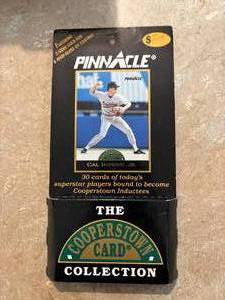 S
PINNACLE®
PINNACLE
CAL RIPKEN, JR.
30 cards of today's
superstar players bound to become
Cooperstown Inductees
THE
COOPERSTOWN
CARD
COLLECTION